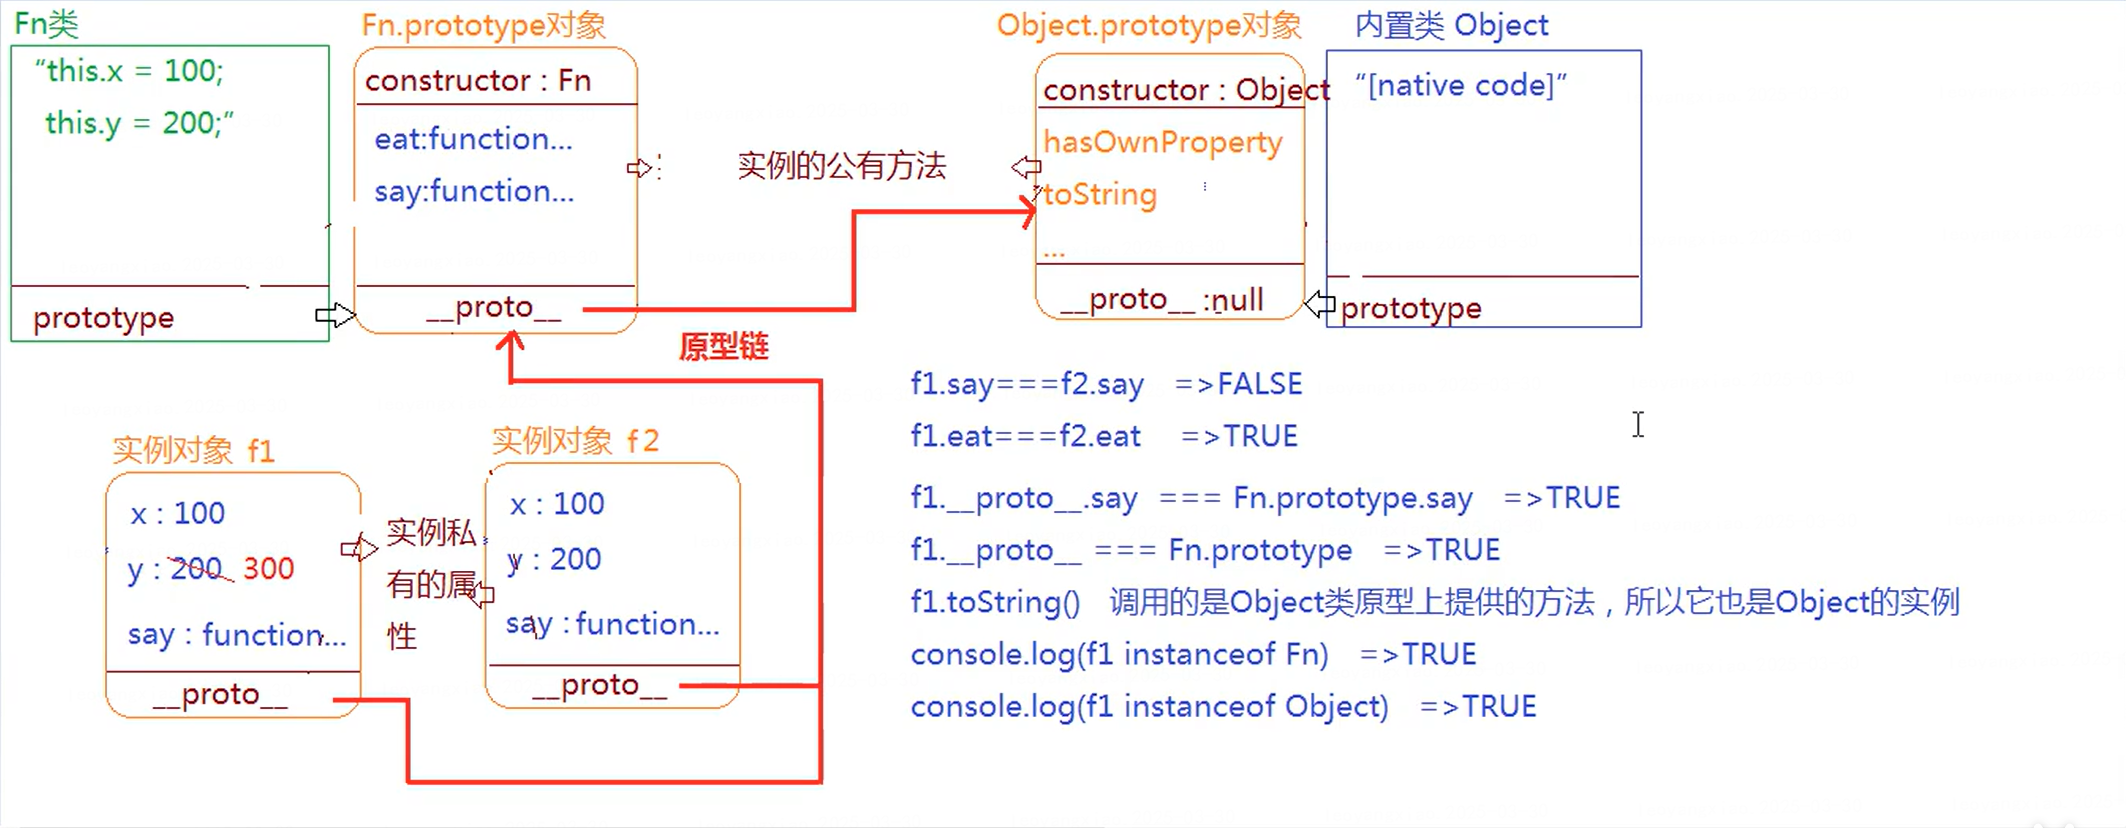 Fn类
“this.x = 100;
this.y = 200;”
prototype
Fn.prototype对象
constructor : Fn
eat:function...
say:function...
__proto__
实例的公有方法
Object.prototype对象
constructor : Object
hasOwnProperty
toString
...
__proto__ :null
内置类 Object
“[native code]”
prototype
原型链
实例对象 f1
x : 100
y : 200 300
say : function...
__proto__
实例私
有的属
性
实例对象 f2
x : 100
y : 200
say : function...
__proto__
f1.say===f2.say =>FALSE
f1.eat===f2.eat =>TRUE
f1.__proto__.say === Fn.prototype.say =>TRUE
f1.__proto__ === Fn.prototype =>TRUE
f1.toString() 调用的是Object类原型上提供的方法，所以它也是Object的实例
console.log(f1 instanceof Fn) =>TRUE
console.log(f1 instanceof Object) =>TRUE